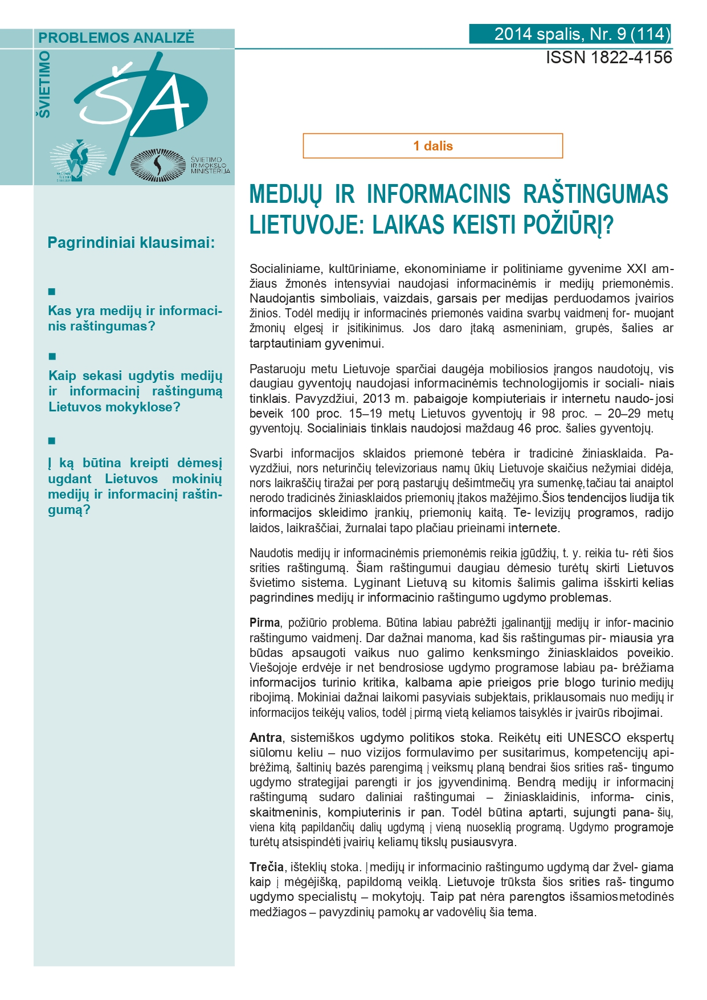 PROBLEMOS ANALIZĖ
ŠVIETIMO
ŠA
ŠVIETIMO
IR MOKSLO
MINISTERIJA
2014 spalis, Nr. 9 (114)
ISSN 1822-4156
1 dalis
MEDIJŲ IR INFORMACINIS RAŠTINGUMAS
LIETUVOJE: LAIKAS KEISTI POŽIŪRĮ?
Pagrindiniai klausimai:
Kas yra medijų ir informaci-
nis raštingumas?
Kaip sekasi ugdytis medijų
ir informacinį raštingumą
Lietuvos mokyklose?
Į ką būtina kreipti dėmesį
ugdant Lietuvos mokinių
medijų ir informacinį raštin-
gumą?
Socialiniame, kultūriniame, ekonominiame ir politiniame gyvenime XXI am-
žiaus žmonės intensyviai naudojasi informacinėmis ir medijų priemonėmis.
Naudojantis simboliais, vaizdais, garsais per medijas perduodamos įvairios
žinios. Todėl medijų ir informacinės priemonės vaidina svarbų vaidmenį for- muojant
žmonių elgesį ir įsitikinimus. Jos daro įtaką asmeniniam, grupės, šalies ar
tarptautiniam gyvenimui.
Pastaruoju metu Lietuvoje sparčiai daugėja mobiliosios įrangos naudotojų, vis
daugiau gyventojų naudojasi informacinėmis technologijomis ir sociali- niais
tinklais. Pavyzdžiui, 2013 m. pabaigoje kompiuteriais ir internetu naudo- josi
beveik 100 proc. 15–19 metų Lietuvos gyventojų ir 98 proc. – 20–29 metų
gyventojų. Socialiniais tinklais naudojosi maždaug 46 proc. šalies gyventojų.
Svarbi informacijos sklaidos priemonė tebėra ir tradicinė žiniasklaida. Pa-
vyzdžiui, nors neturinčių televizoriaus namų ūkių Lietuvoje skaičius nežymiai didėja,
nors laikraščių tiražai per porą pastarųjų dešimtmečių yra sumenkę, tačiau tai anaiptol
nerodo tradicinės žiniasklaidos priemonių įtakos mažėjimo. Šios tendencijos liudija tik
informacijos skleidimo įrankių, priemonių kaitą. Te- levizijų programos, radijo
laidos, laikraščiai, žurnalai tapo plačiau prieinami internete.
Naudotis medijų ir informacinėmis priemonėmis reikia įgūdžių, t. y. reikia tu- rėti šios
srities raštingumą. Šiam raštingumui daugiau dėmesio turėtų skirti Lietuvos
švietimo sistema. Lyginant Lietuvą su kitomis šalimis galima išskirti kelias
pagrindines medijų ir informacinio raštingumo ugdymo problemas.
Pirma, požiūrio problema. Būtina labiau pabrėžti įgalinantįjį medijų ir infor- macinio
raštingumo vaidmenį. Dar dažnai manoma, kad šis raštingumas pir- miausia yra
būdas apsaugoti vaikus nuo galimo kenksmingo žiniasklaidos poveikio.
Viešojoje erdvėje ir net bendrosiose ugdymo programose labiau pa- brėžiama
informacijos turinio kritika, kalbama apie prieigos prie blogo turinio medijų
ribojimą. Mokiniai dažnai laikomi pasyviais subjektais, priklausomais nuo medijų ir
informacijos teikėjų valios, todėl į pirmą vietą keliamos taisyklės ir įvairūs ribojimai.
Antra, sistemiškos ugdymo politikos stoka. Reikėtų eiti UNESCO ekspertų
siūlomu keliu – nuo vizijos formulavimo per susitarimus, kompetencijų api-
brėžimą, šaltinių bazės parengimą į veiksmų planą bendrai šios srities raš- tingumo
ugdymo strategijai parengti ir jos įgyvendinimą. Bendrą medijų ir informacinį
raštingumą sudaro daliniai raštingumai – žiniasklaidinis, informa- cinis,
skaitmeninis, kompiuterinis ir pan. Todėl būtina aptarti, sujungti pana- šių,
viena kitą papildančių dalių ugdymą į vieną nuoseklią programą. Ugdymo programoje
turėtų atsispindėti įvairių keliamų tikslų pusiausvyra.
Trečia, išteklių stoka. Į medijų ir informacinio raštingumo ugdymą dar žvel- giama
kaip į mėgėjišką, papildomą veiklą. Lietuvoje trūksta šios srities raš- tingumo
ugdymo specialistų – mokytojų. Taip pat nėra parengtos išsamios metodinės
medžiagos – pavyzdinių pamokų ar vadovėlių šia tema.